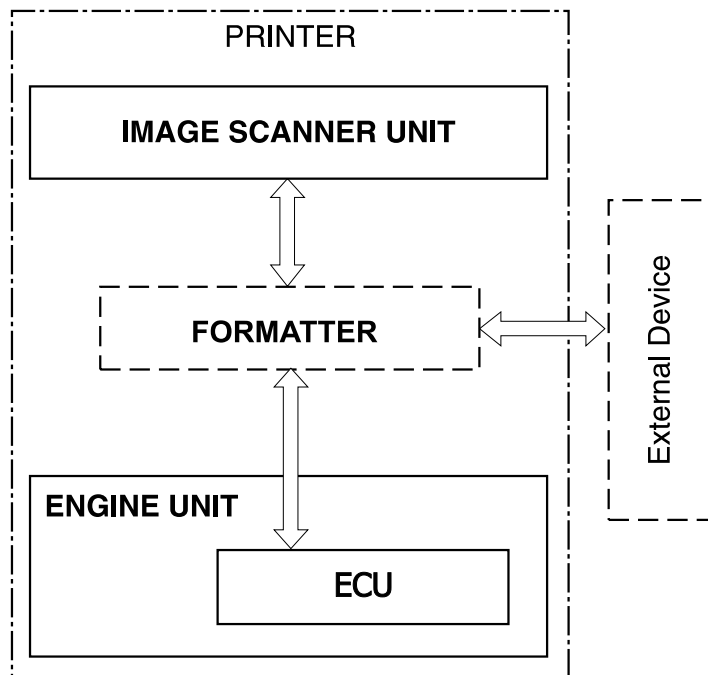 PRINTER
IMAGE SCANNER UNIT
FORMATTER
External Device
ENGINE UNIT
ECU